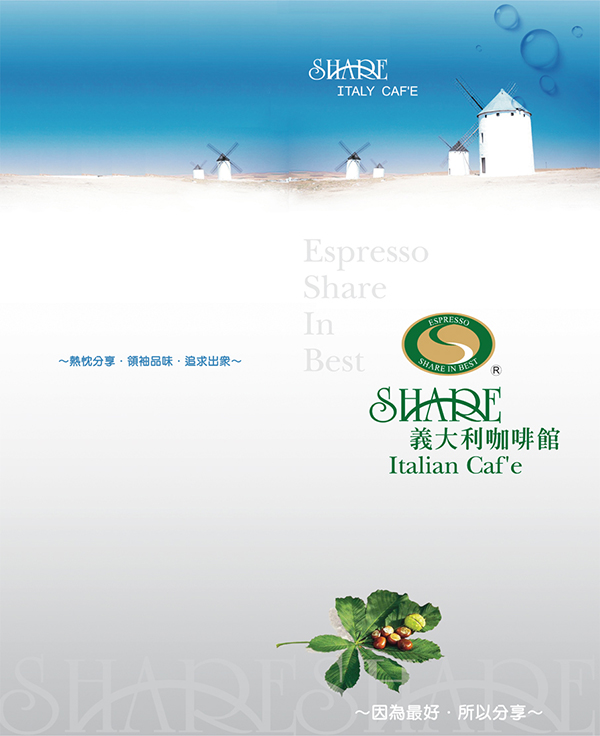 SHARE
ITALY CAF'E
Espresso
Share
In
Best
～熱忱分享．領袖品味．追求出衆～
ESPRESSO
SHARE IN BEST
®
SHARE
義大利咖啡館
Italian Caf'e
SHARE SHARE
～因為最好．所以分享～